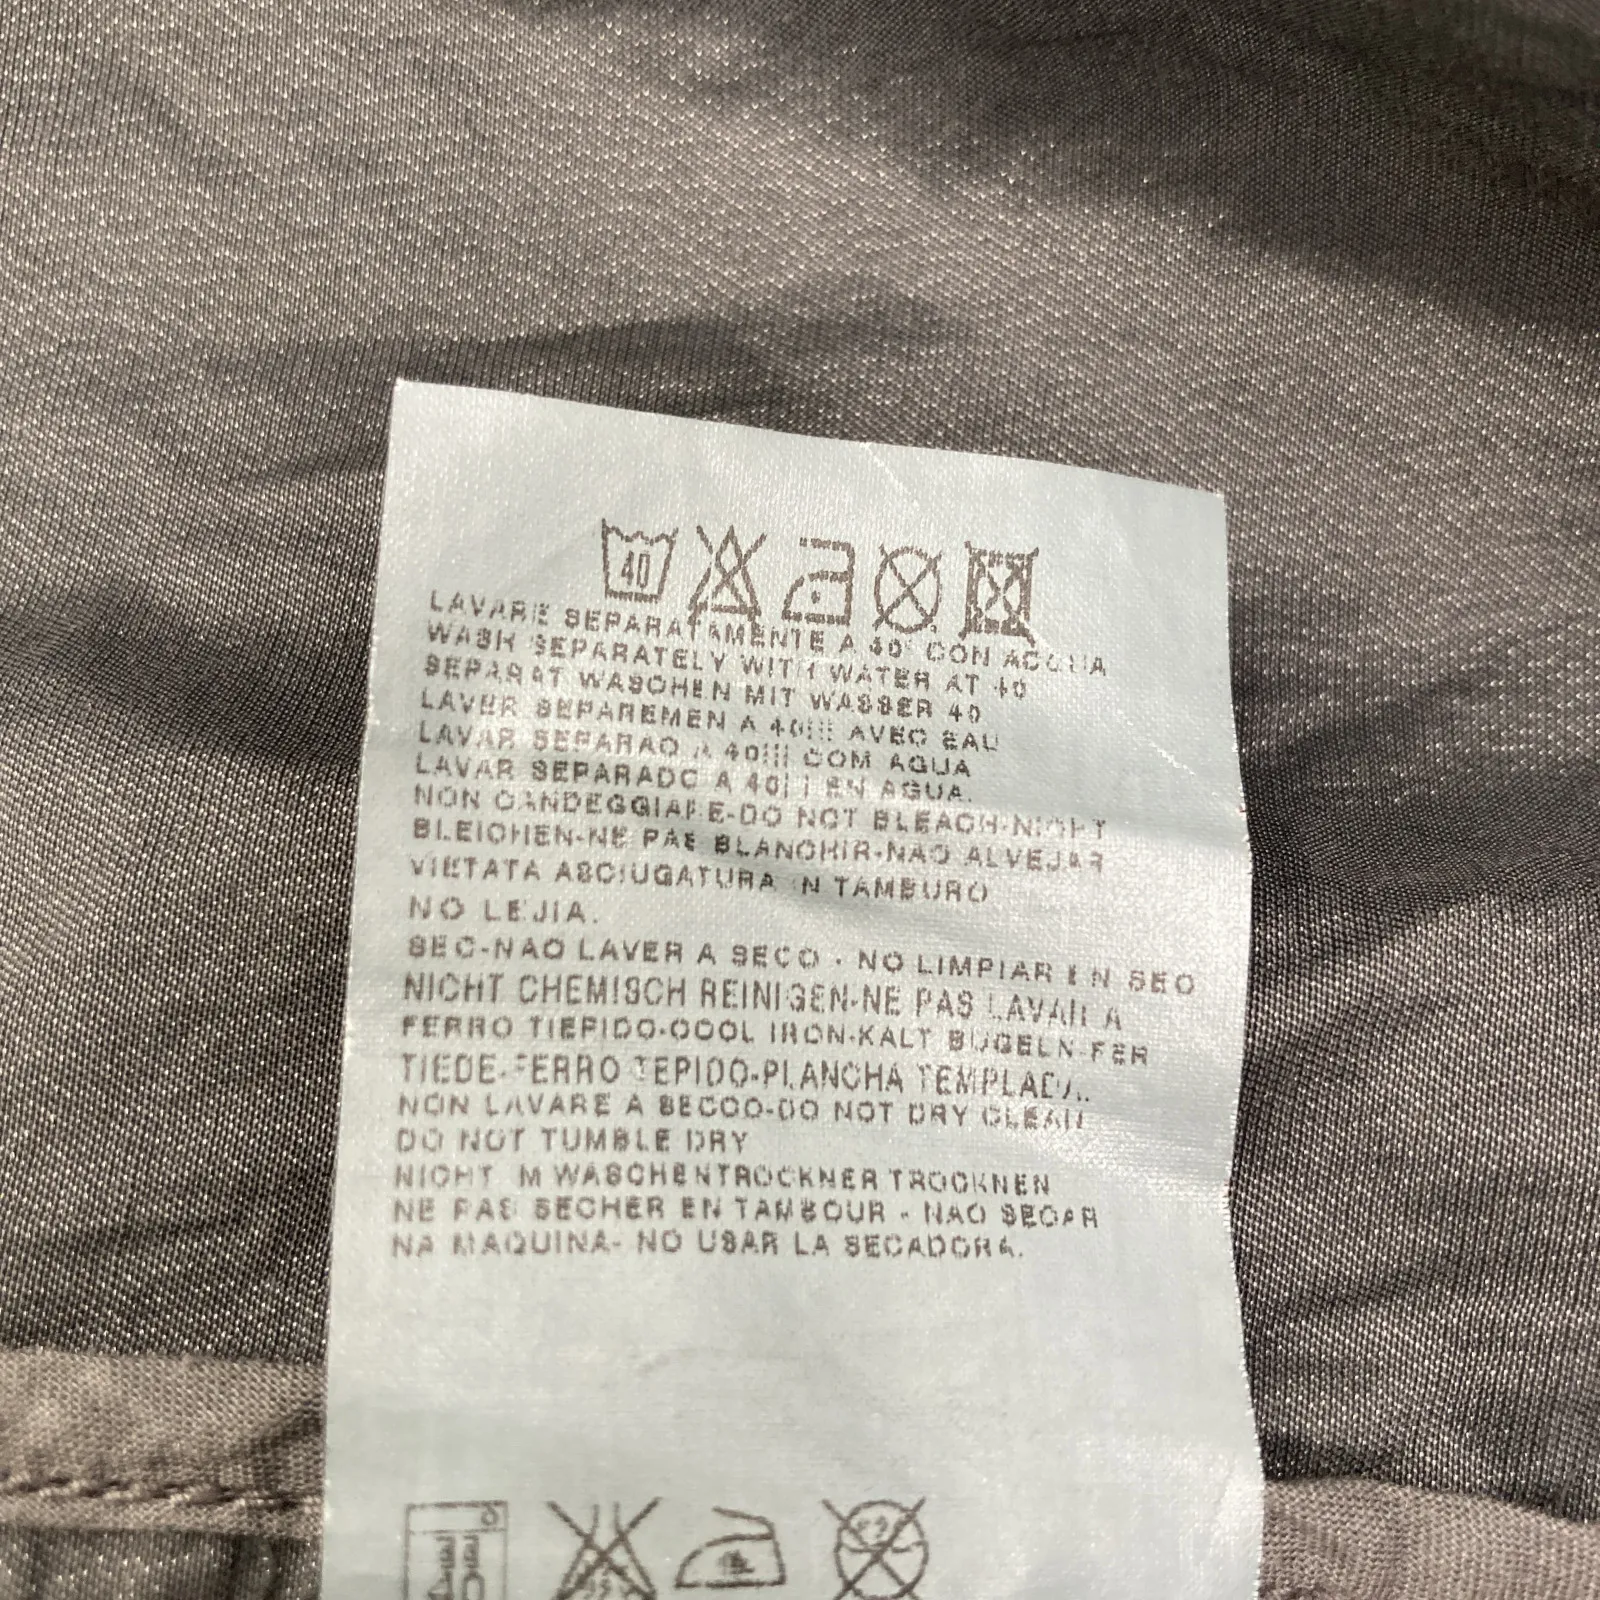 40
LAVARE SEPARATAMENTE A 40° CON ACQUA
WASH SEPARATELY WITH WATER AT 40
SEPARAT WASCHEN MIT WASSER 40
LAVER SEPAREMEN A 40 AVEC EAU
LAVAR SEPARAO A 40 COM AGUA
LAVAR SEPARADO A 40 EN AGUA.
NON CANDEGGIARE-DO NOT BLEACH-NICHT
BLEICHEN-NE PAS BLANCHIR-NAO ALVEJAR
VIETATA ASCIUGATURA IN TAMBURO
NO LEJIA.
SEC-NAO LAVER A SECO - NO LIMPIAR EN SEC
NICHT CHEMISCH REINIGEN-NE PAS LAVAR A
FERRO TIEPIDO-COOL IRON-KALT BUGELN-FER
TIEDE-FERRO TEPIDO-PLANCHA TEMPLADA.
NON LAVARE A SECCO-DO NOT DRY CLEAN
DO NOT TUMBLE DRY
NICHT IM WASCHENTROCKNER TROCKNEN
NE PAS SECHER EN TAMBOUR - NAO SECAR
NA MAQUINA- NO USAR LA SECADORA.